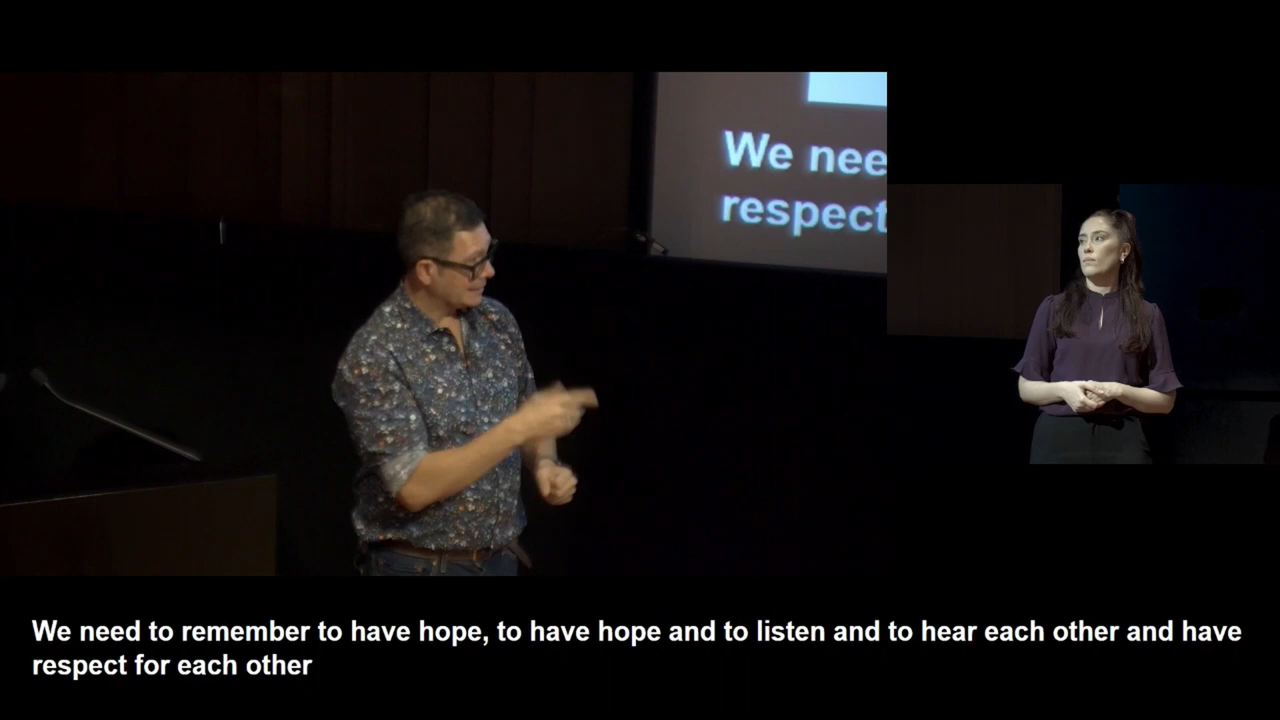 We nee
respect
We need to remember to have hope, to have hope and to listen and to hear each other and have
respect for each other